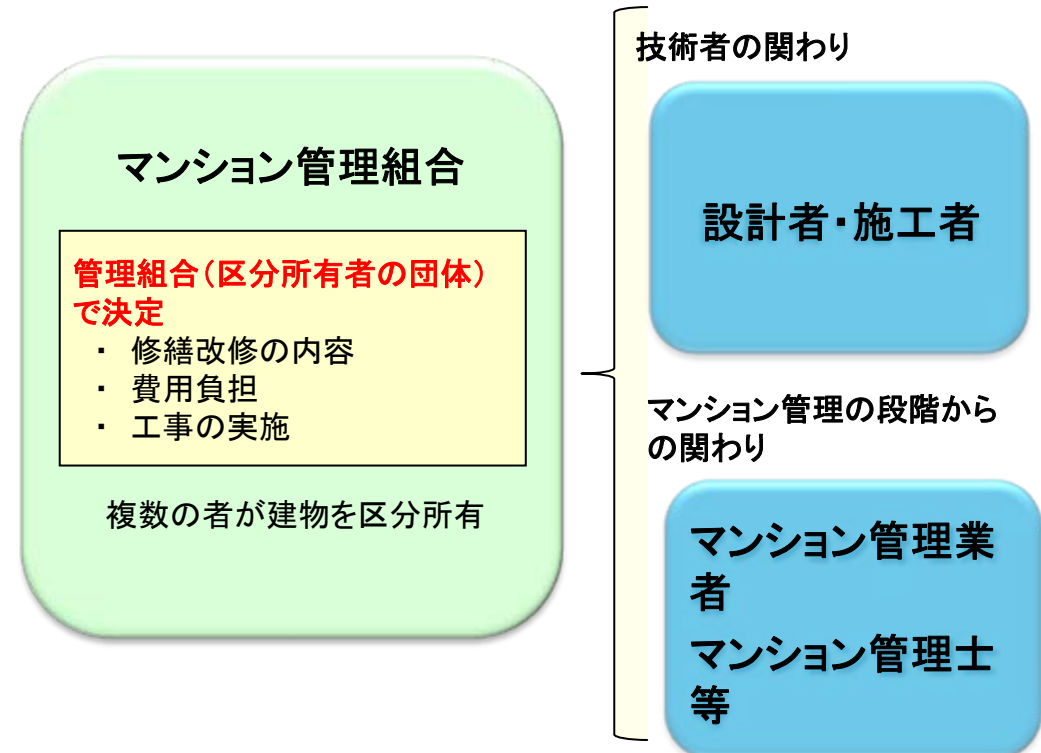 マンション管理組合
管理組合（区分所有者の団体）
で決定
・ 修繕改修の内容
・ 費用負担
・ 工事の実施
複数の者が建物を区分所有
技術者の関わり
設計者・施工者
マンション管理の段階から
の関わり
マンション管理業
者
マンション管理士
等